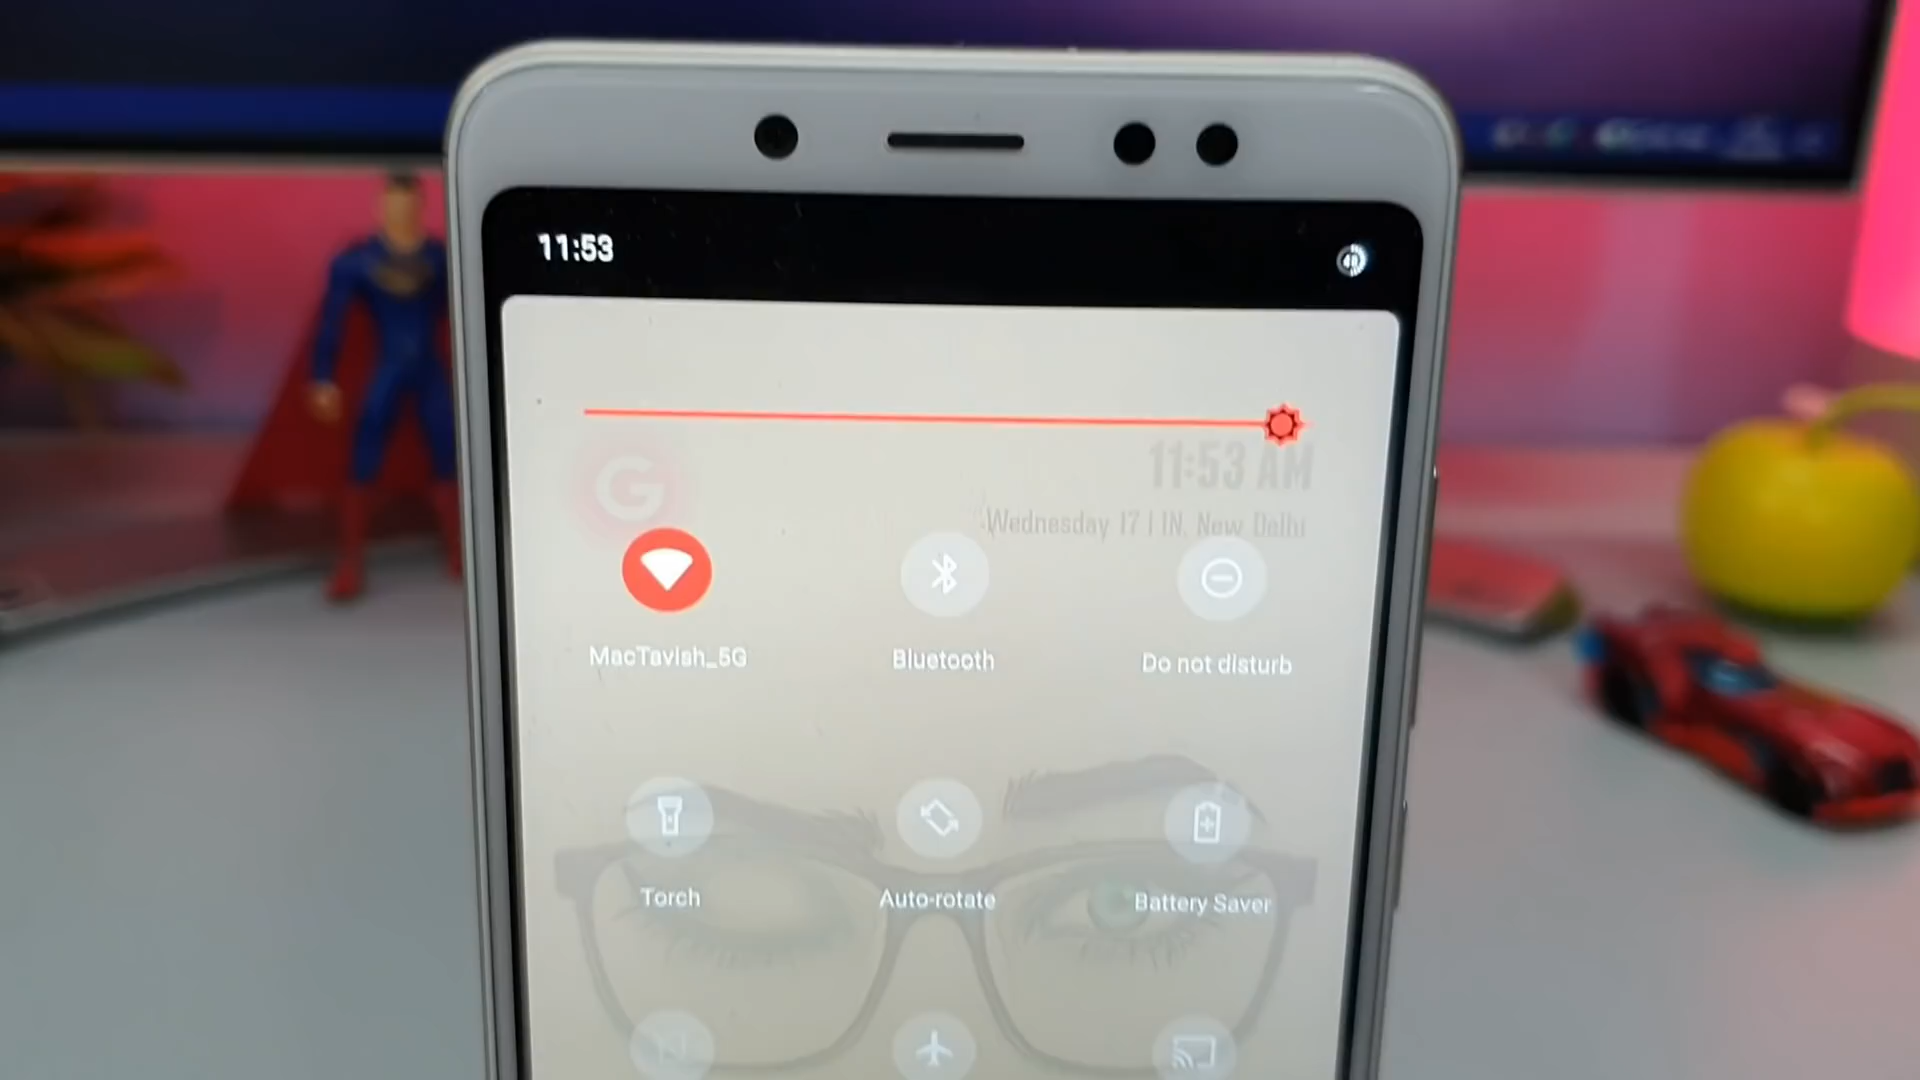 11:53
11:53 AM
Wednesday 17 | IN, New Delhi
G
MacTavish_5G
Bluetooth
Do not disturb
Torch
Auto-rotate
Battery Saver